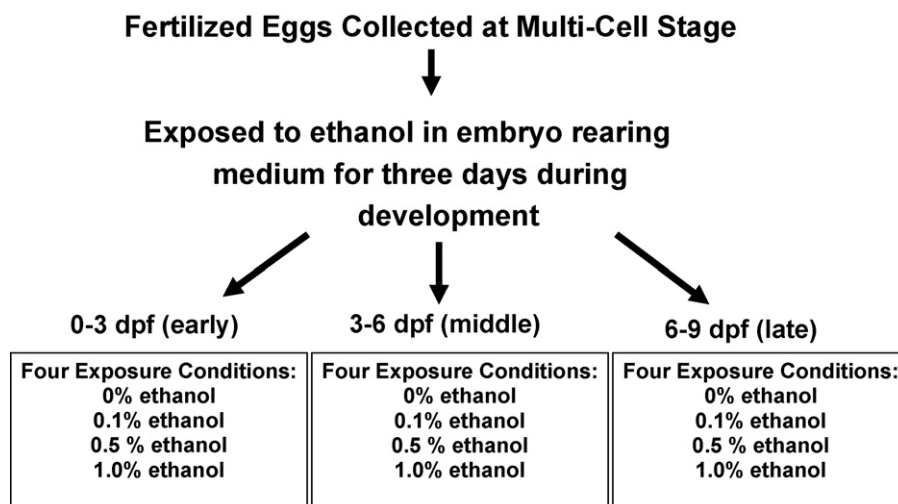 Fertilized Eggs Collected at Multi-Cell Stage
Exposed to ethanol in embryo rearing
medium for three days during
development
0-3 dpf (early)
Four Exposure Conditions:
0% ethanol
0.1% ethanol
0.5 % ethanol
1.0% ethanol
3-6 dpf (middle)
Four Exposure Conditions:
0% ethanol
0.1% ethanol
0.5 % ethanol
1.0% ethanol
6-9 dpf (late)
Four Exposure Conditions:
0% ethanol
0.1% ethanol
0.5 % ethanol
1.0% ethanol